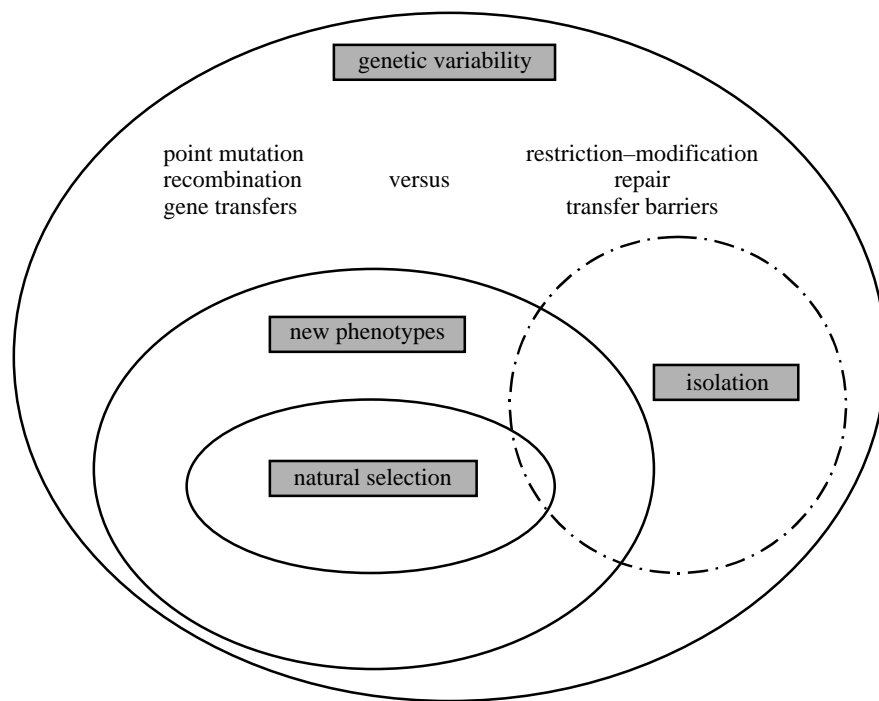 genetic variability
point mutation
recombination
gene transfers
versus
restriction–modification
repair
transfer barriers
new phenotypes
isolation
natural selection